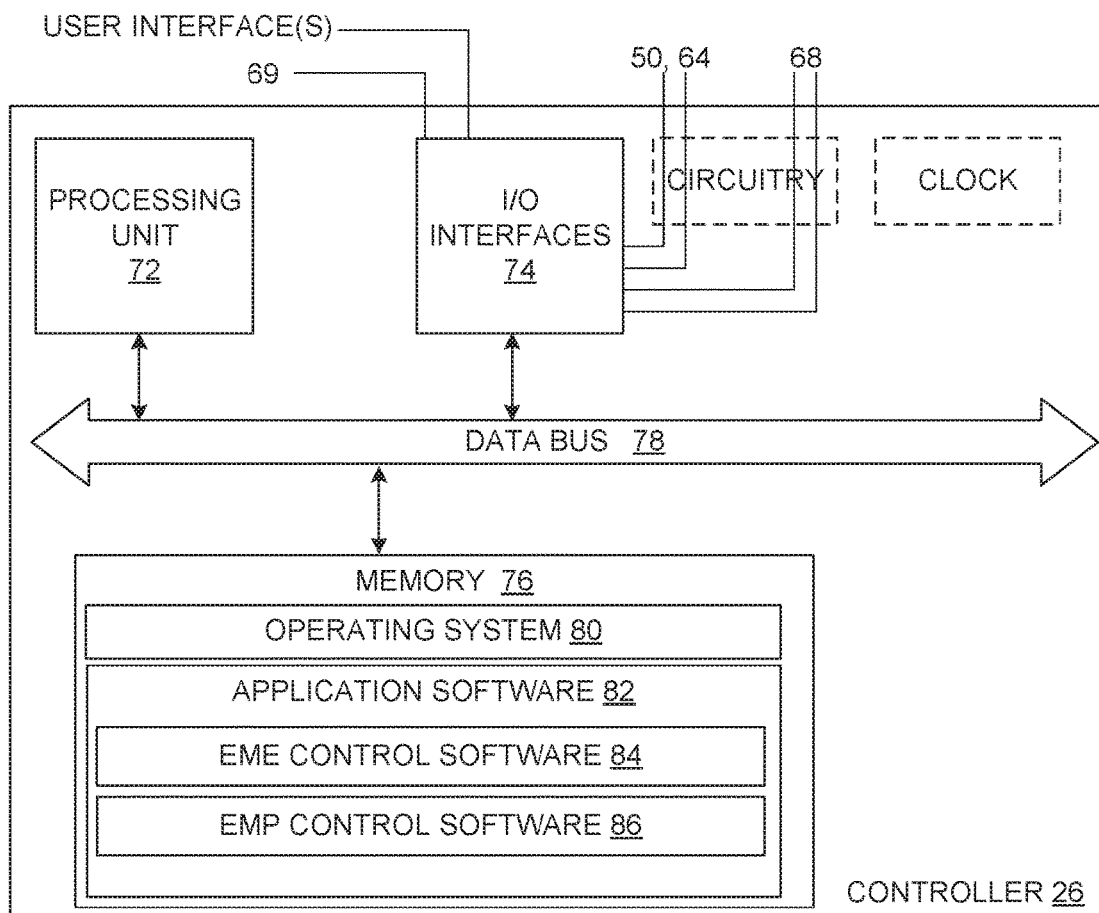 USER INTERFACE(S)
69
50, 64
68
PROCESSING
UNIT
72
I/O
INTERFACES
74
CIRCUITRY
CLOCK
DATA BUS 78
MEMORY 76
OPERATING SYSTEM 80
APPLICATION SOFTWARE 82
EME CONTROL SOFTWARE 84
EMP CONTROL SOFTWARE 86
CONTROLLER 26